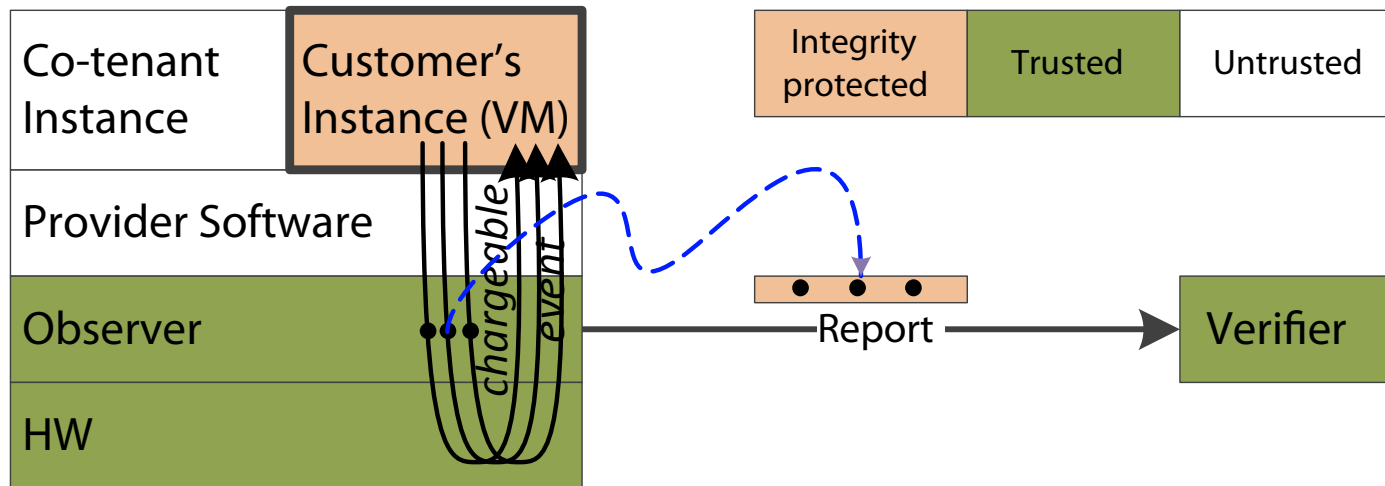 Co-tenant
Instance
Customer's
Instance (VM)
Integrity
protected
Trusted
Untrusted
Provider Software
chargeable
event
Observer
Report
Verifier
HW